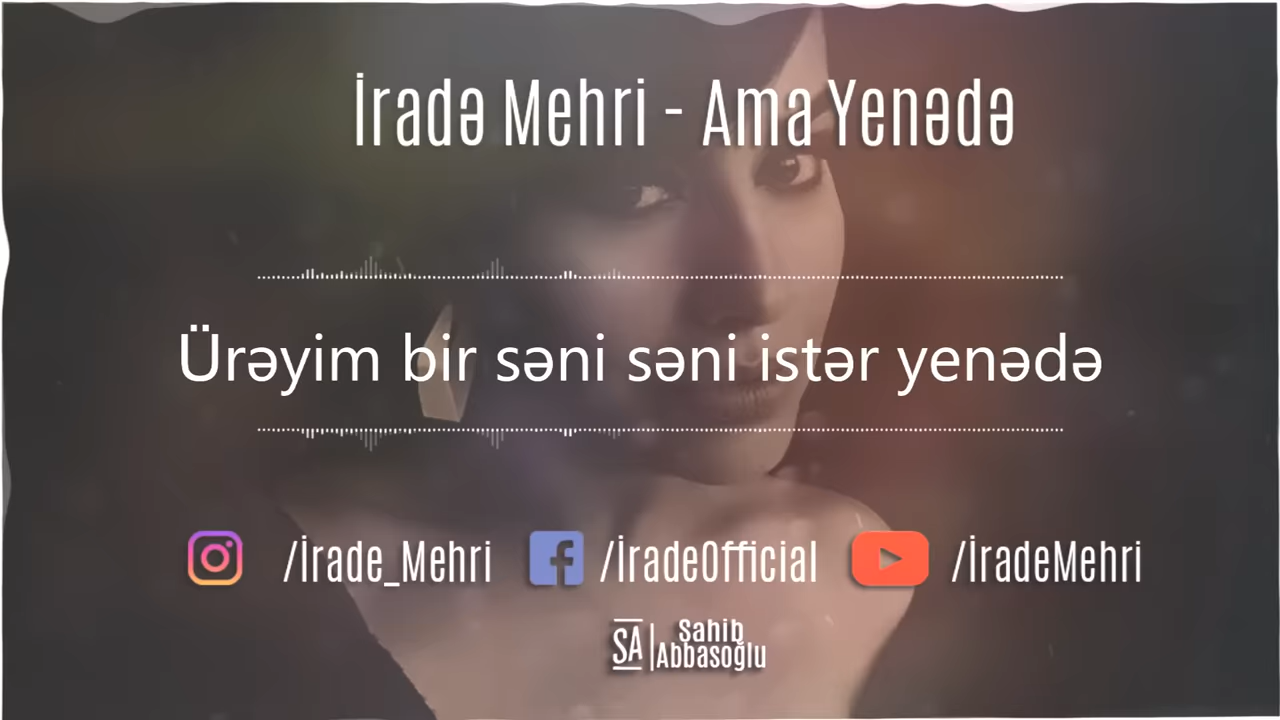 İradə Mehri - Ama Yenədə
Ürəyim bir səni səni istər yenədə
/İrade_Mehri /İradeOfficial /İradeMehri
SA Sahib
Abbasoğlu